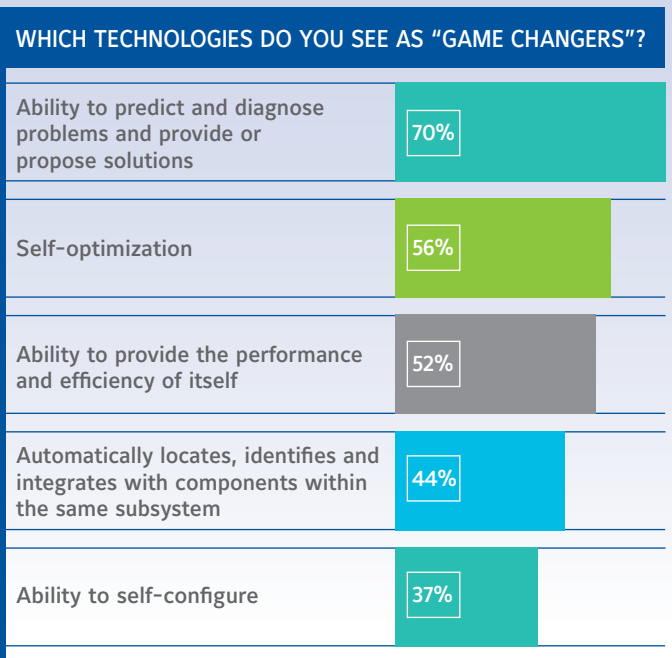 WHICH TECHNOLOGIES DO YOU SEE AS “GAME CHANGERS”?
Ability to predict and diagnose
problems and provide or
propose solutions
70%
Self-optimization
56%
Ability to provide the performance
and efficiency of itself
52%
Automatically locates, identifies and
integrates with components within
the same subsystem
44%
Ability to self-configure
37%